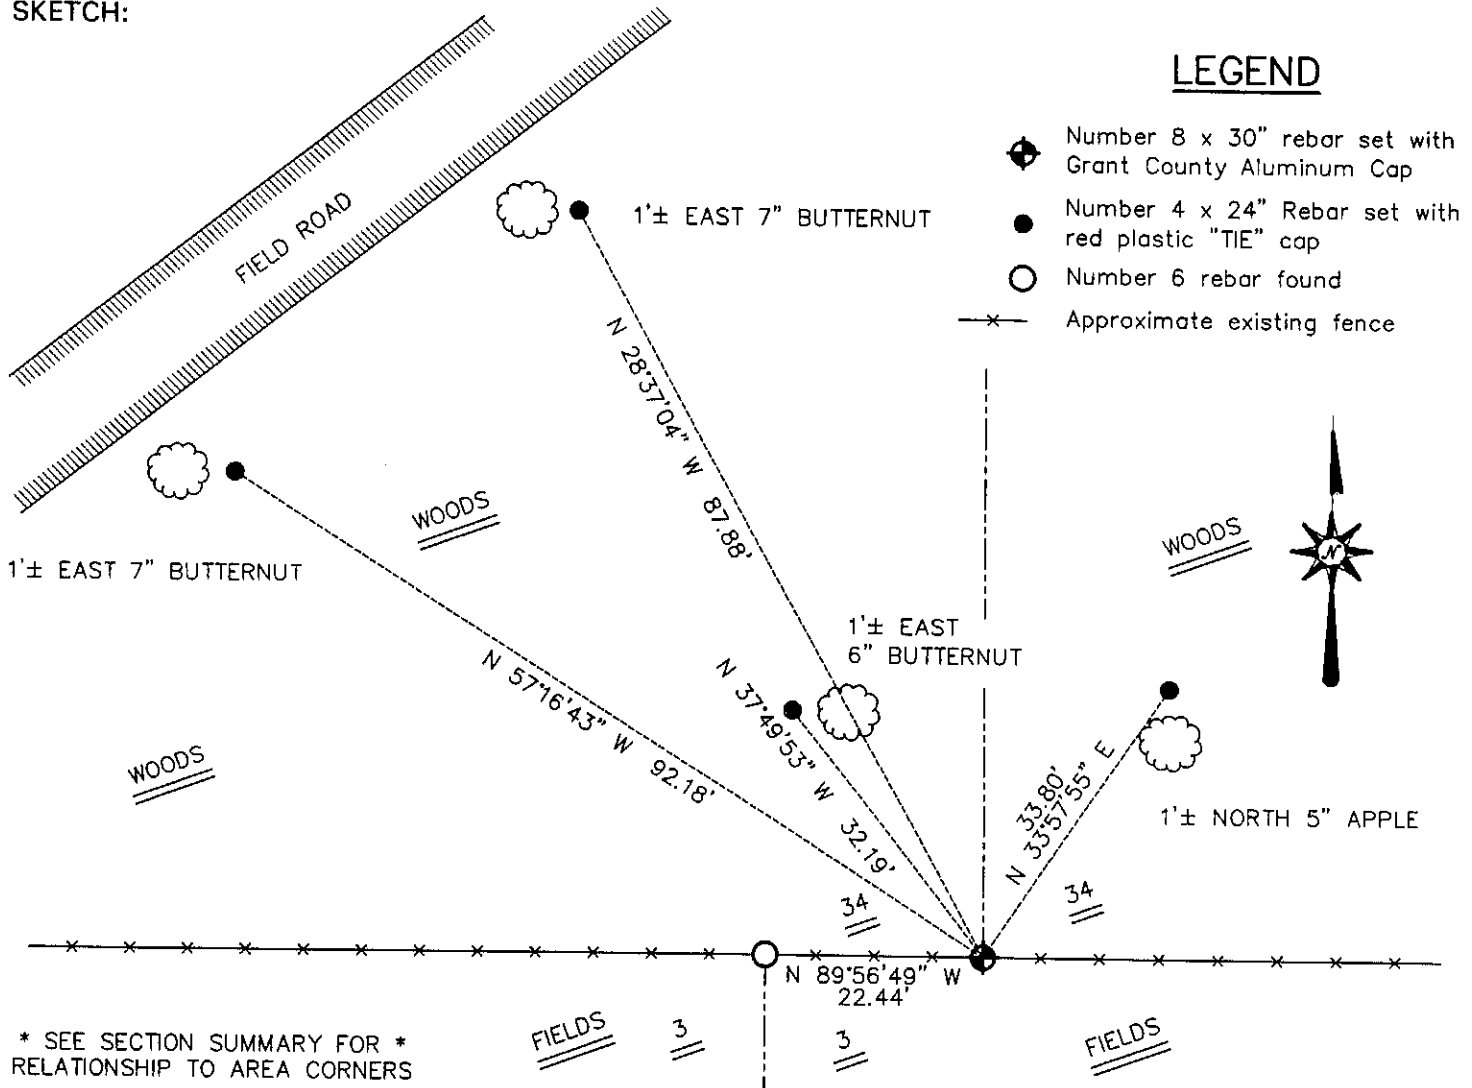 SKETCH:
LEGEND
Number 8 x 30" rebar set with
Grant County Aluminum Cap
Number 4 x 24" Rebar set with
red plastic "TIE" cap
Number 6 rebar found
Approximate existing fence
FIELD ROAD
1'± EAST 7" BUTTERNUT
N 28°37'04" W 87.88'
WOODS
WOODS
N
1'± EAST 7" BUTTERNUT
1'± EAST
6" BUTTERNUT
N 57°16'43" W 92.18'
N 37°49'53" W 32.19'
WOODS
33.80'
N 33°57'55" E
1'± NORTH 5" APPLE
34
34
N 89°56'49" W
22.44'
FIELDS
3
3
FIELDS
* SEE SECTION SUMMARY FOR *
RELATIONSHIP TO AREA CORNERS